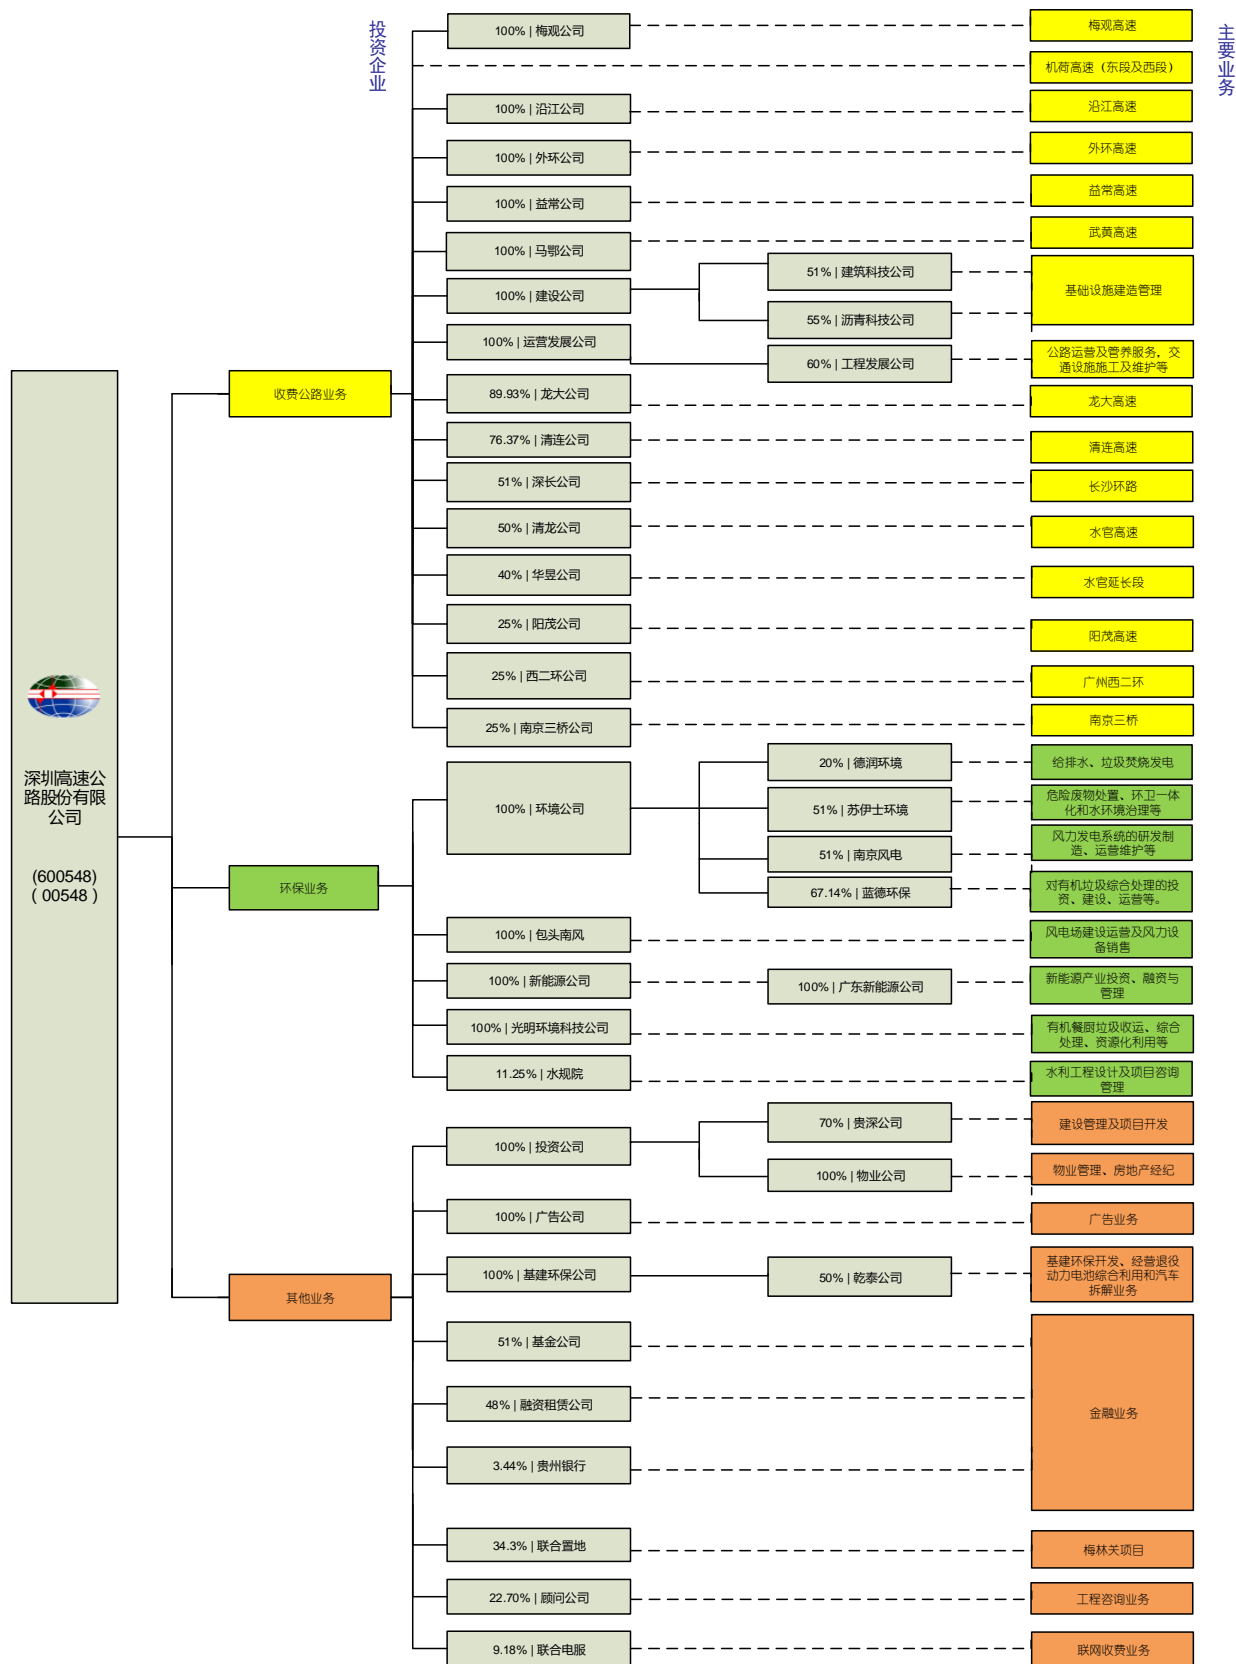 投资企业
主要业务
深圳高速公
路股份有限
公司
(600548)
( 00548 )
收费公路业务
100% | 梅观公司
梅观高速
机荷高速（东段及西段）
100% | 沿江公司
沿江高速
100% | 外环公司
外环高速
100% | 益常公司
益常高速
100% | 马鄂公司
武黄高速
100% | 建设公司
51% | 建筑科技公司
55% | 沥青科技公司
基础设施建造管理
100% | 运营发展公司
60% | 工程发展公司
公路运营及管养服务，交
通设施施工及维护等
89.93% | 龙大公司
龙大高速
76.37% | 清连公司
清连高速
51% | 深长公司
长沙环路
50% | 清龙公司
水官高速
40% | 华昱公司
水官延长段
25% | 阳茂公司
阳茂高速
25% | 西二环公司
广州西二环
25% | 南京三桥公司
南京三桥
环保业务
100% | 环境公司
20% | 德润环境
给排水、垃圾焚烧发电
51% | 苏伊士环境
危险废物处置、环卫一体
化和水环境治理等
51% | 南京风电
风力发电系统的研发制
造、运营维护等
67.14% | 蓝德环保
对有机垃圾综合处理的投
资、建设、运营等。
100% | 包头南风
风电场建设运营及风力设
备销售
100% | 新能源公司
100% | 广东新能源公司
新能源产业投资、融资与
管理
100% | 光明环境科技公司
有机餐厨垃圾收运、综合
处理、资源化利用等
11.25% | 水规院
水利工程设计及项目咨询
管理
其他业务
100% | 投资公司
70% | 贵深公司
建设管理及项目开发
100% | 物业公司
物业管理、房地产经纪
100% | 广告公司
广告业务
100% | 基建环保公司
50% | 乾泰公司
基建环保开发、经营退役
动力电池综合利用和汽车
拆解业务
51% | 基金公司
48% | 融资租赁公司
3.44% | 贵州银行
金融业务
34.3% | 联合置地
梅林关项目
22.70% | 顾问公司
工程咨询业务
9.18% | 联合电服
联网收费业务